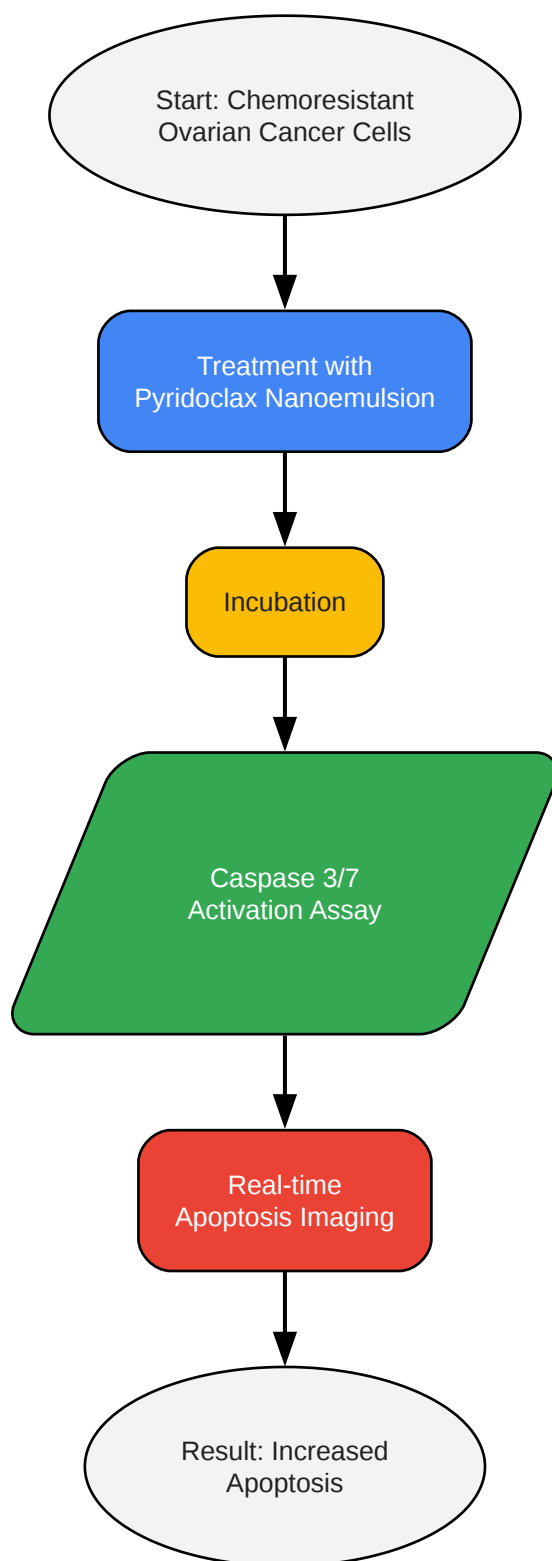 Start: Chemoresistant
Ovarian Cancer Cells
Treatment with
Pyridoclax Nanoemulsion
Incubation
Caspase 3/7
Activation Assay
Real-time
Apoptosis Imaging
Result: Increased
Apoptosis